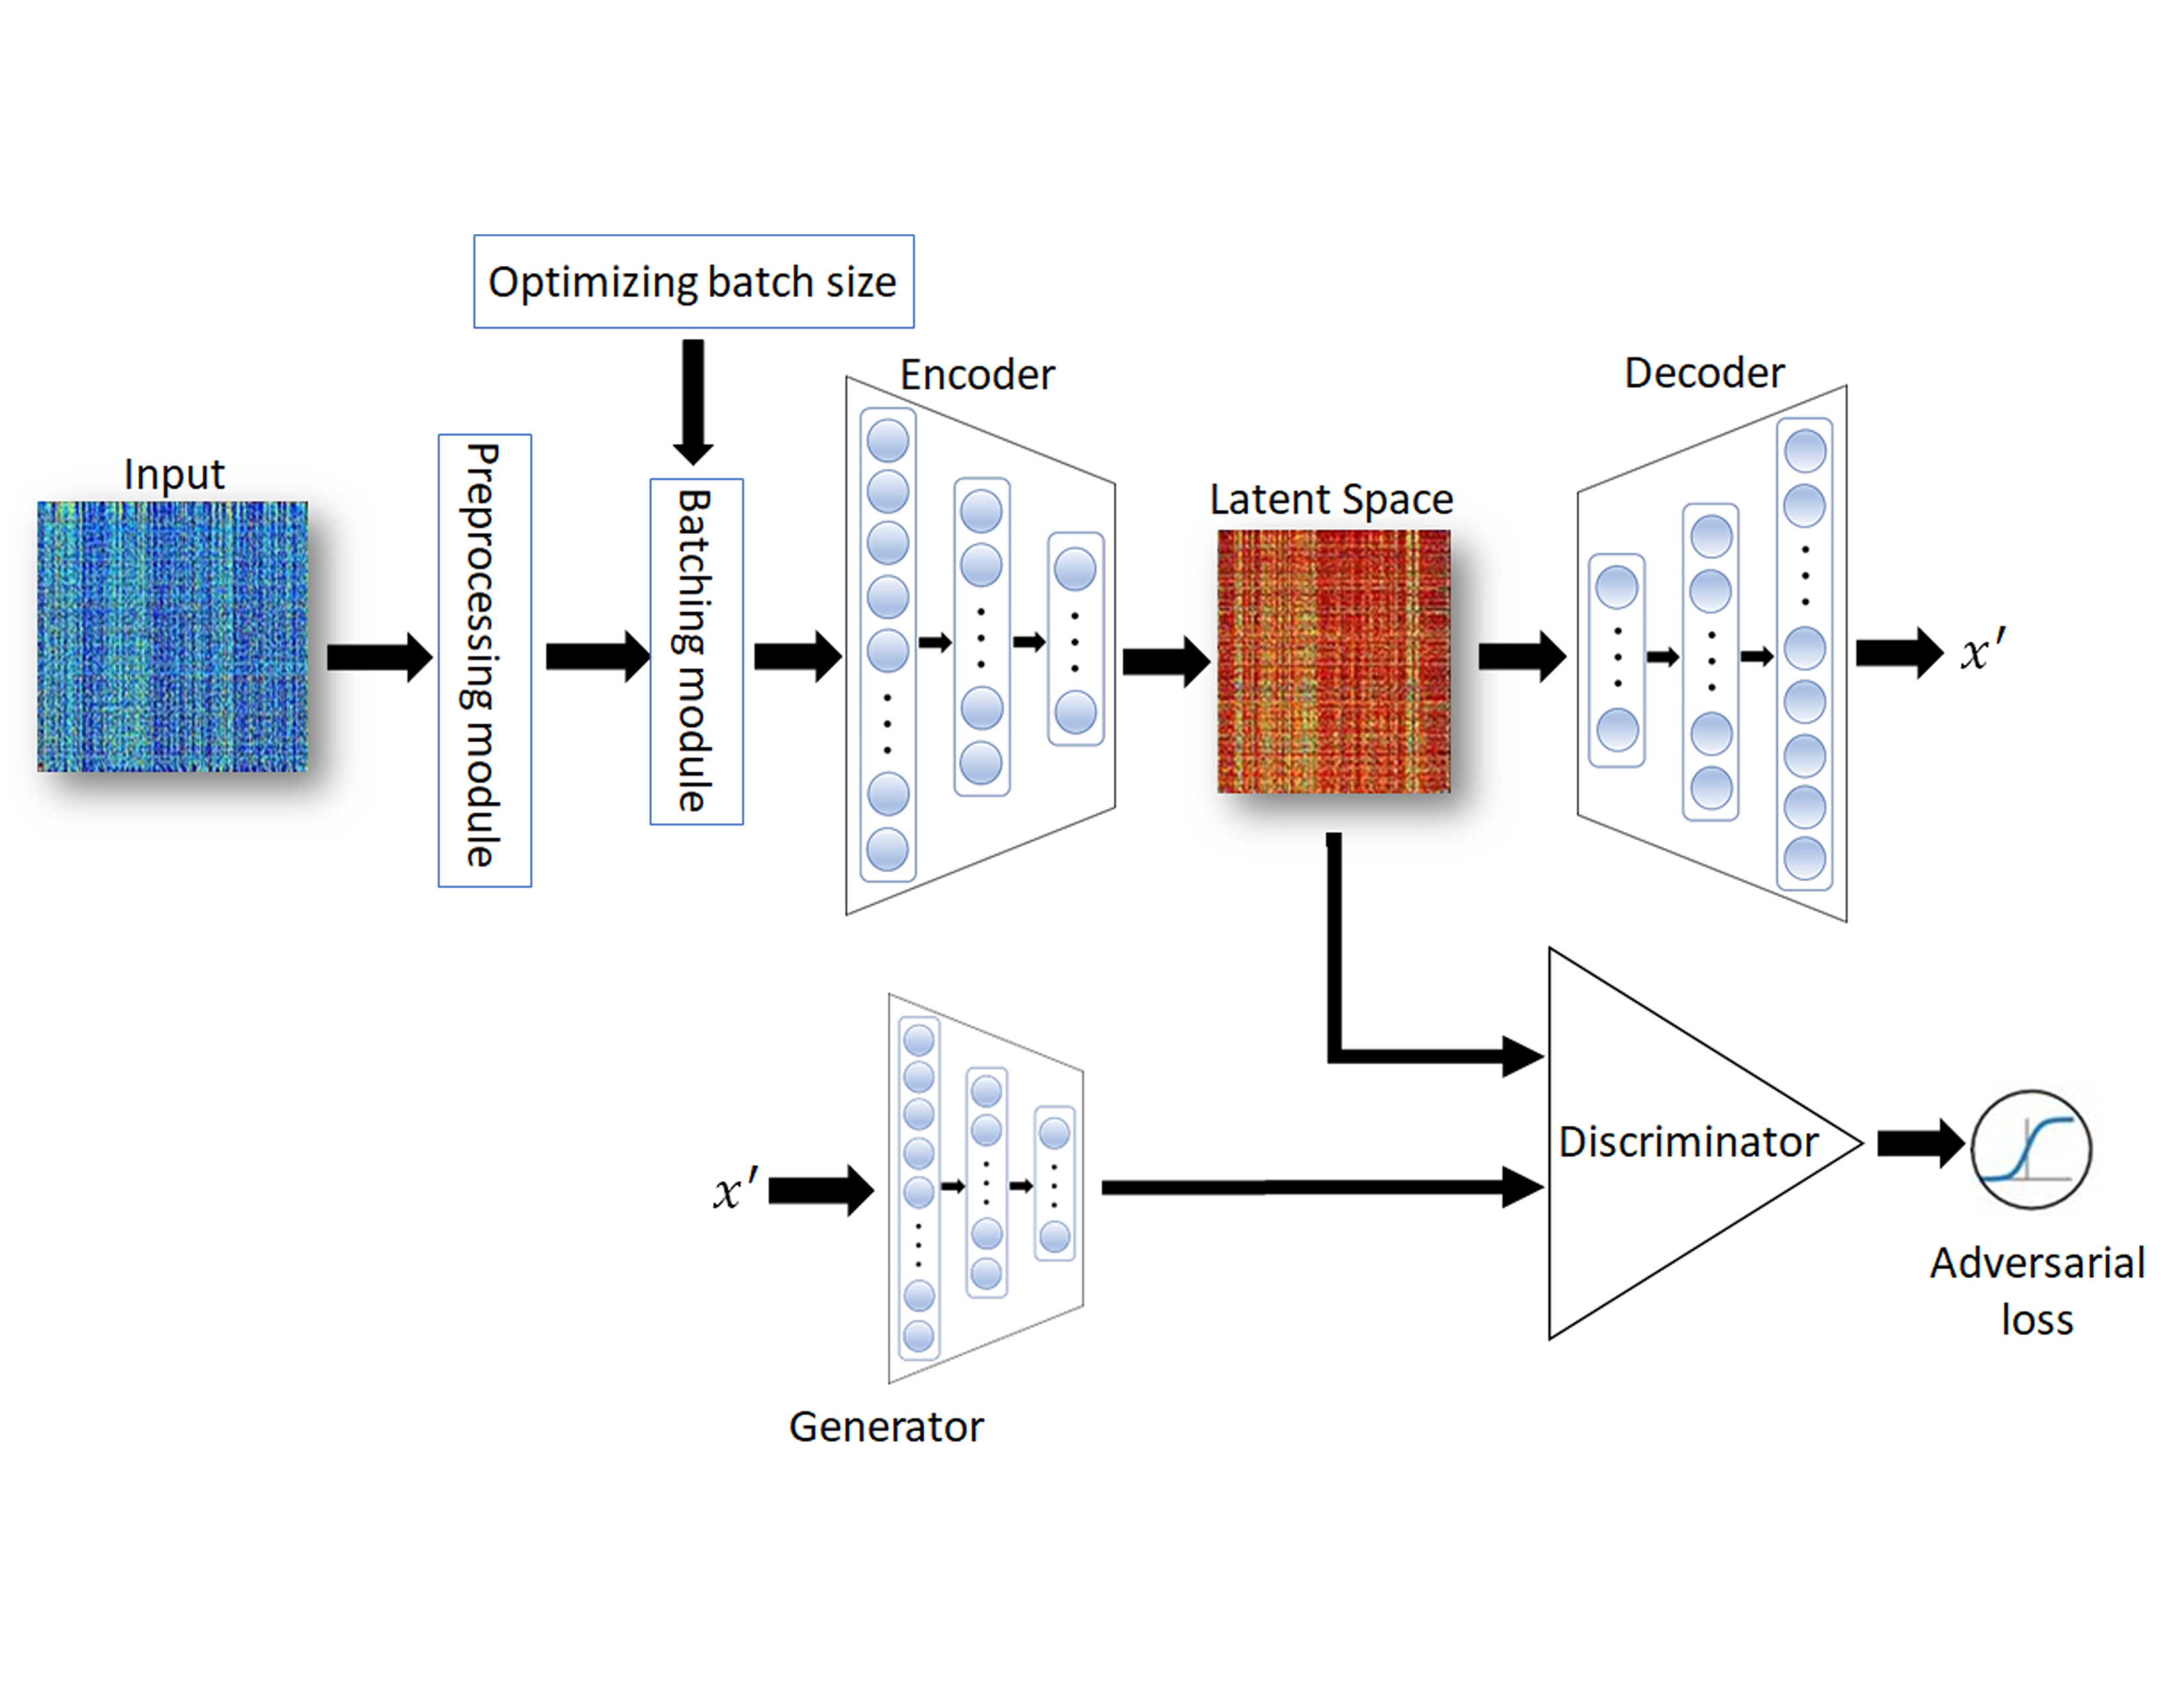 Optimizing batch size
Encoder
Decoder
Input
Preprocessing module
Batching module
Latent Space
x′
Discriminator
x′
Adversarial
loss
Generator